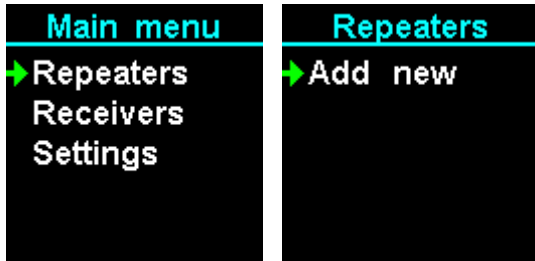 Main menu
Repeaters
Receivers
Settings
Repeaters
Add new